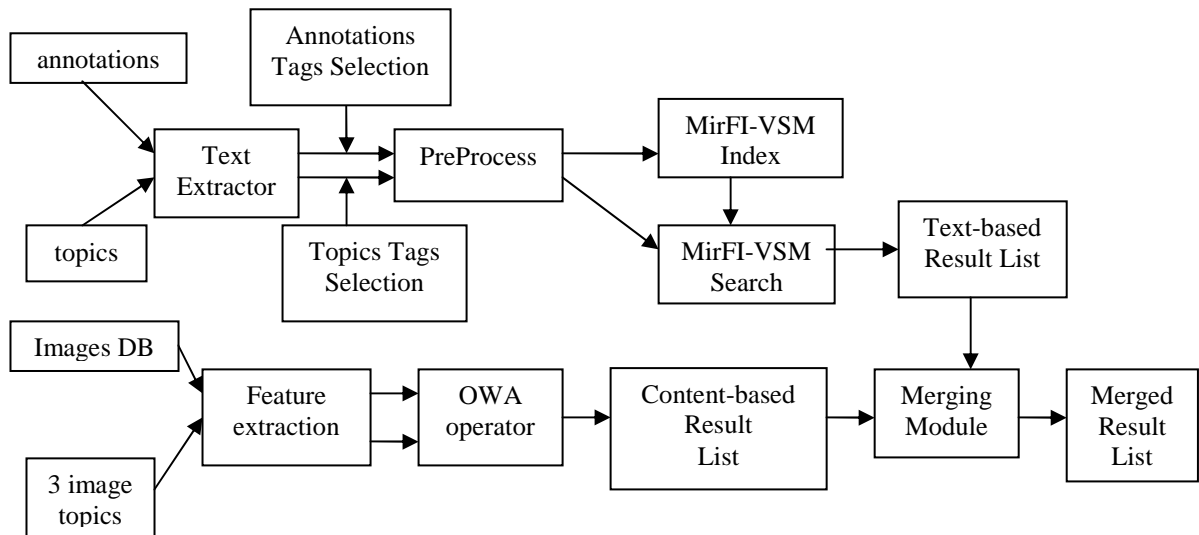 annotations
Annotations
Tags Selection
Text
Extractor
PreProcess
MirFI-VSM
Index
topics
Topics Tags
Selection
MirFI-VSM
Search
Text-based
Result List
Images DB
Feature
extraction
OWA
operator
Content-based
Result
List
Merging
Module
Merged
Result
List
3 image
topics